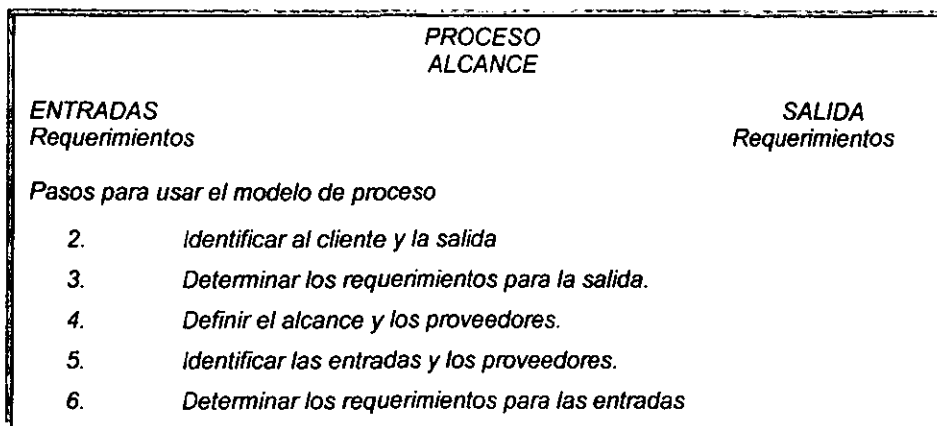 PROCESO
ALCANCE
ENTRADAS SALIDA
Requerimientos Requerimientos
Pasos para usar el modelo de proceso
2. Identificar al cliente y la salida
3. Determinar los requerimientos para la salida.
4. Definir el alcance y los proveedores.
5. Identificar las entradas y los proveedores.
6. Determinar los requerimientos para las entradas